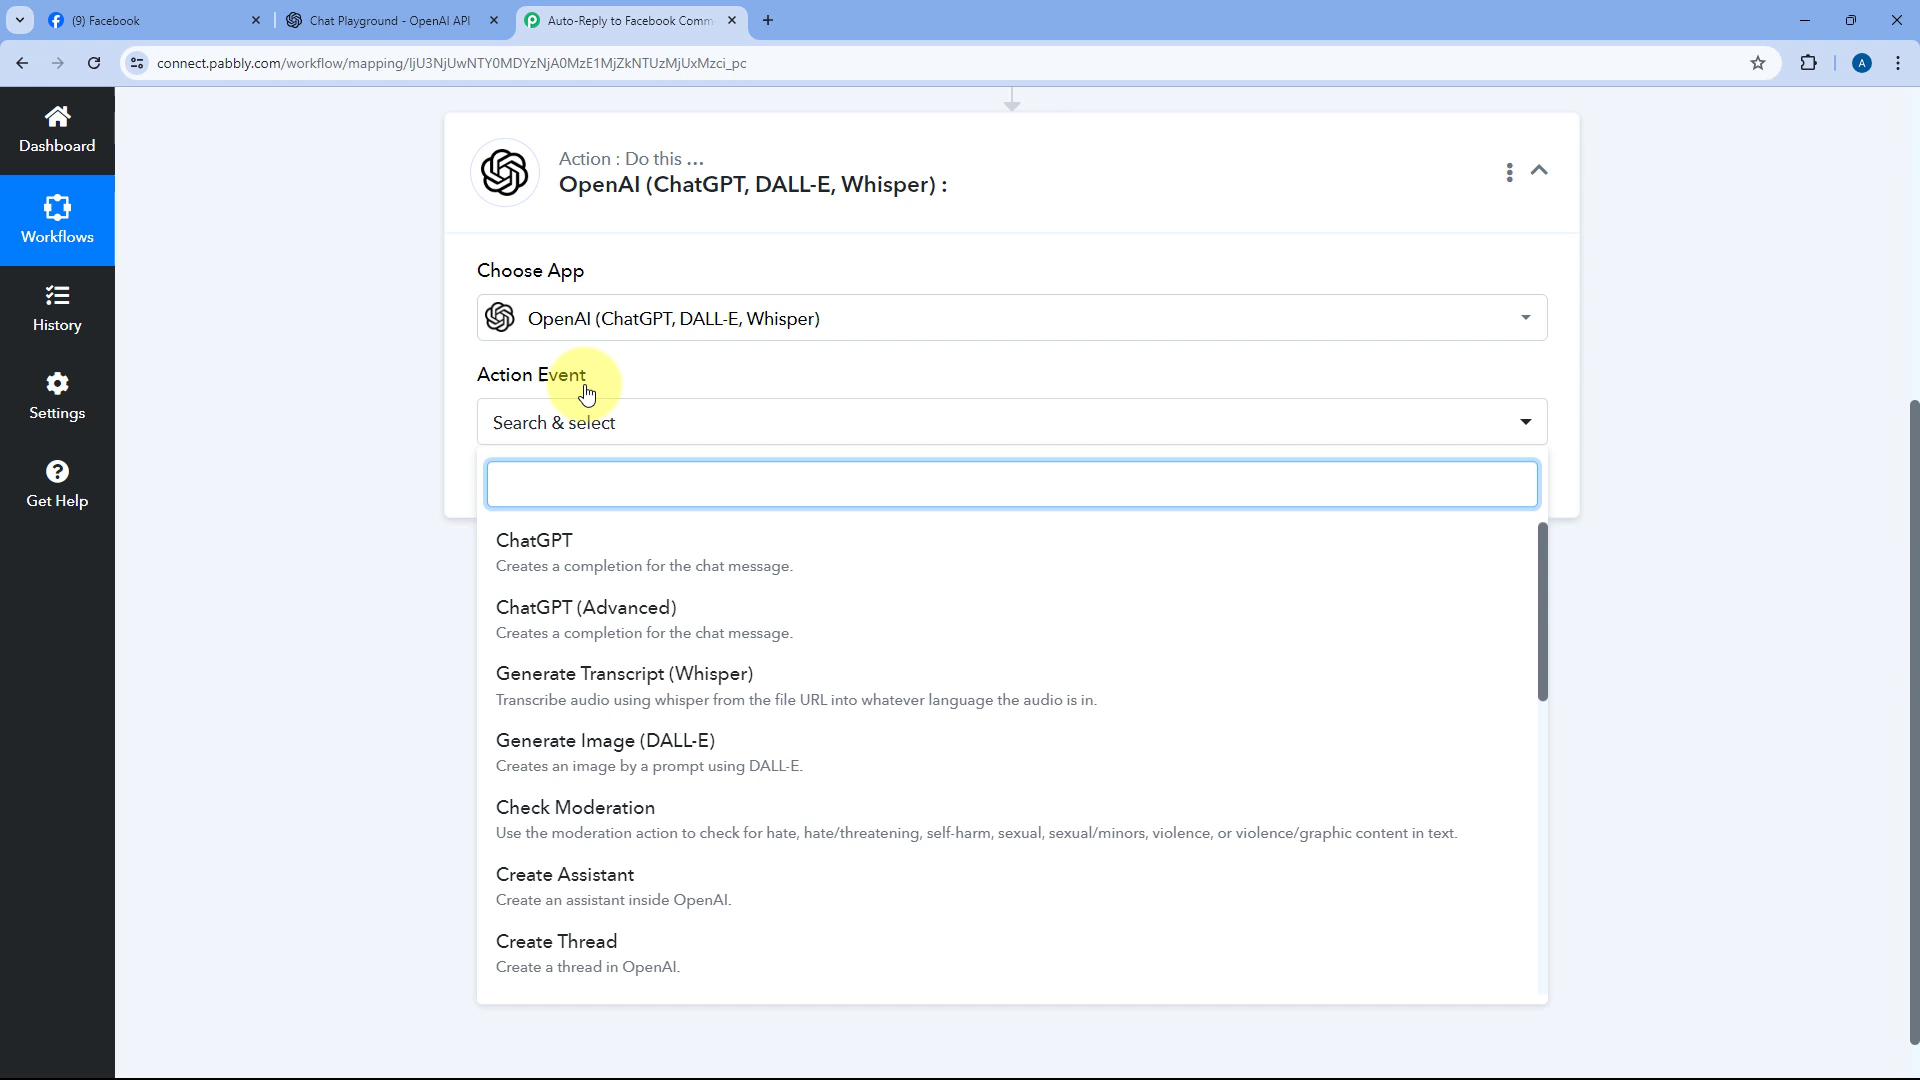 (9) Facebook
Chat Playground - OpenAI API
Auto-Reply to Facebook Comm
connect.pabbly.com/workflow/mapping/IjU3NjUwNTY0MDYzNjA0MzE1MjZkNTUzMjUxMzci_pc
A
Dashboard
Workflows
History
Settings
Get Help
Action : Do this ...
OpenAI (ChatGPT, DALL-E, Whisper) :
Choose App
OpenAI (ChatGPT, DALL-E, Whisper)
Action Event
Search & select
ChatGPT
Creates a completion for the chat message.
ChatGPT (Advanced)
Creates a completion for the chat message.
Generate Transcript (Whisper)
Transcribe audio using whisper from the file URL into whatever language the audio is in.
Generate Image (DALL-E)
Creates an image by a prompt using DALL-E.
Check Moderation
Use the moderation action to check for hate, hate/threatening, self-harm, sexual, sexual/minors, violence, or violence/graphic content in text.
Create Assistant
Create an assistant inside OpenAI.
Create Thread
Create a thread in OpenAI.